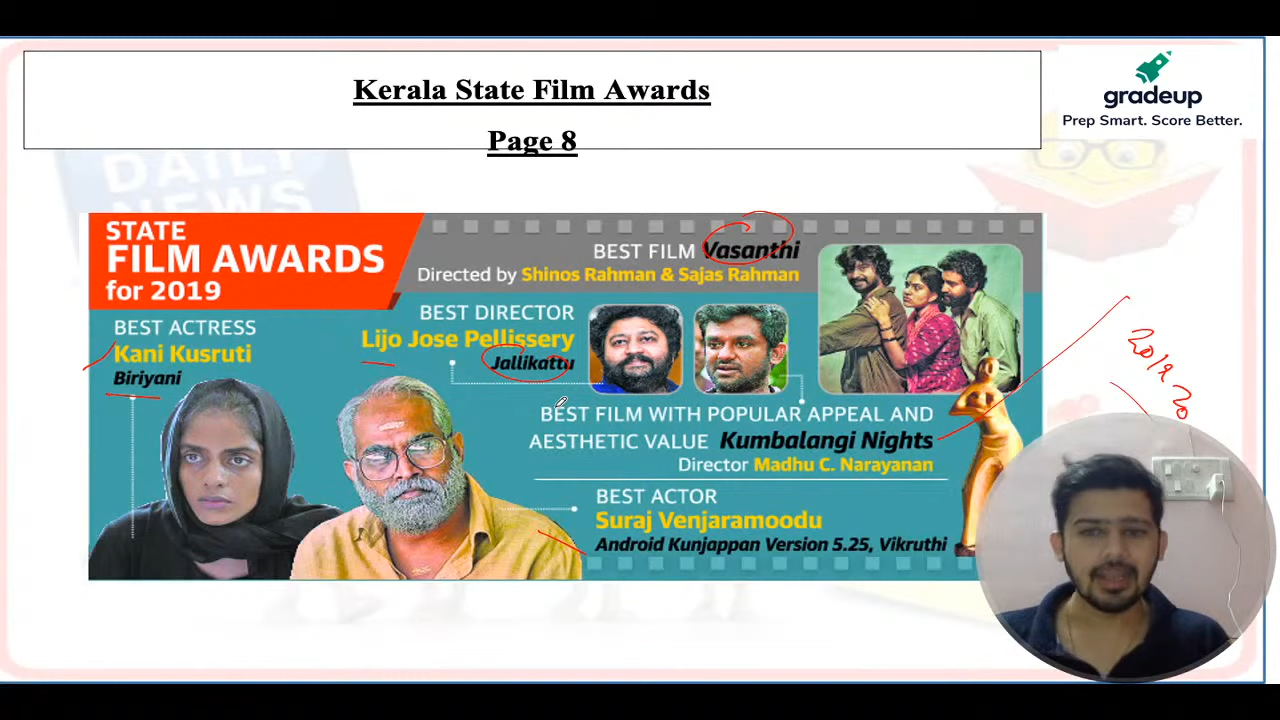 Kerala State Film Awards
Page 8
gradeup
Prep Smart. Score Better.
DAILY
NEWS
STATE
FILM AWARDS
for 2019
BEST FILM Vasanthi
Directed by Shinos Rahman & Sajas Rahman
BEST ACTRESS
Kani Kusruti
Biriyani
BEST DIRECTOR
Lijo Jose Pellissery
Jallikattu
BEST FILM WITH POPULAR APPEAL AND
AESTHETIC VALUE Kumbalangi Nights
Director Madhu C. Narayanan
BEST ACTOR
Suraj Venjaramoodu
Android Kunjappan Version 5.25, Vikruthi